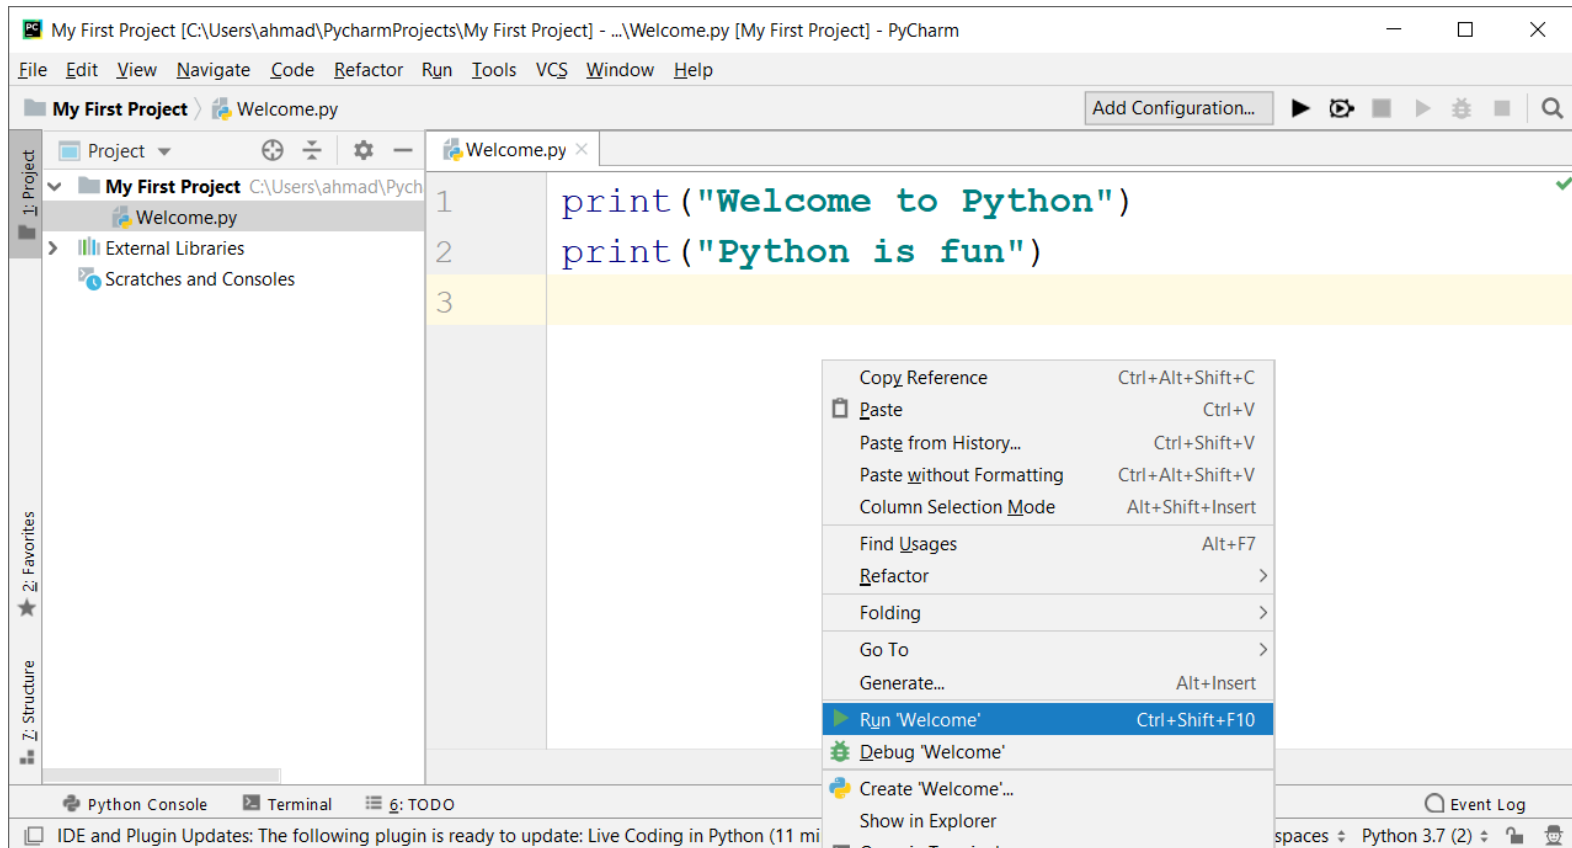 My First Project [C:\Users\ahmad\PycharmProjects\My First Project] - ...\Welcome.py [My First Project] - PyCharm
File Edit View Navigate Code Refactor Run Tools VCS Window Help
My First Project Welcome.py
Add Configuration...
1: Project
2: Favorites
7: Structure
Project
My First Project C:\Users\ahmad\Pych
Welcome.py
External Libraries
Scratches and Consoles
Welcome.py
1 print("Welcome to Python")
2 print("Python is fun")
3
Copy Reference Ctrl+Alt+Shift+C
Paste Ctrl+V
Paste from History... Ctrl+Shift+V
Paste without Formatting Ctrl+Alt+Shift+V
Column Selection Mode Alt+Shift+Insert
Find Usages Alt+F7
Refactor
Folding
Go To
Generate... Alt+Insert
Run 'Welcome' Ctrl+Shift+F10
Debug 'Welcome'
Create 'Welcome'...
Show in Explorer
Python Console Terminal 6: TODO
Event Log
IDE and Plugin Updates: The following plugin is ready to update: Live Coding in Python (11 mi
spaces Python 3.7 (2)